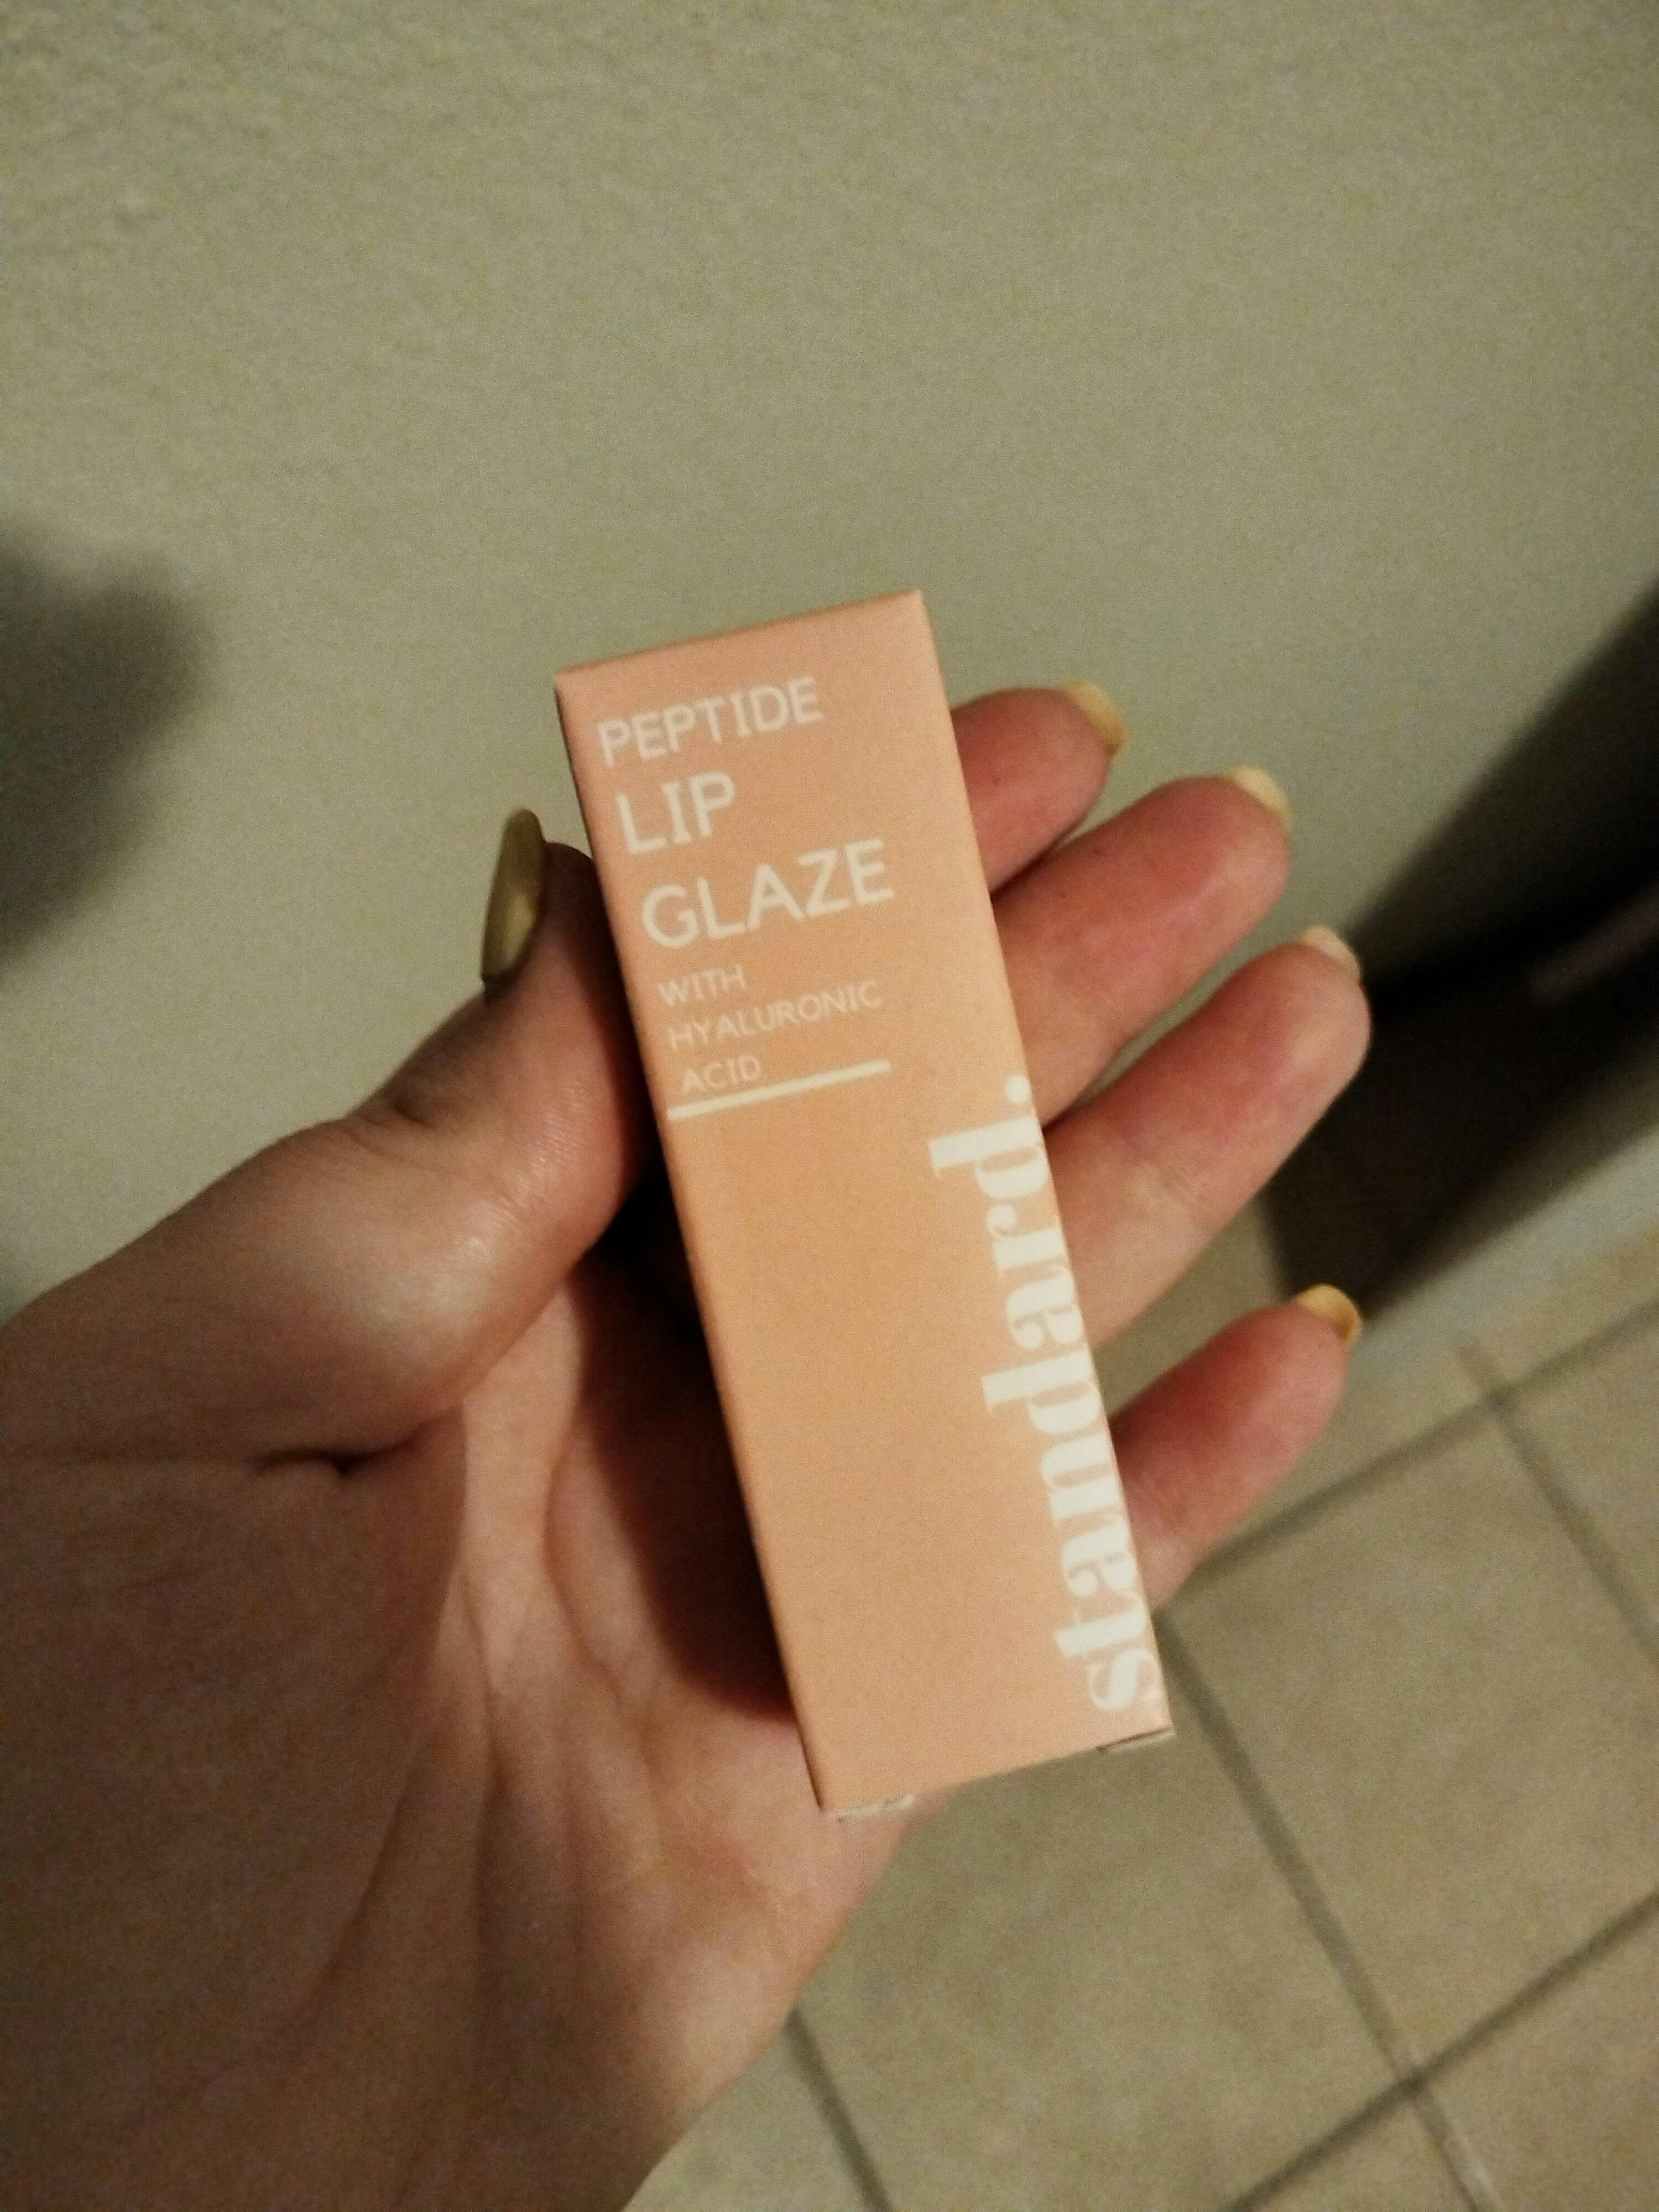 PEPTIDE
LIP
GLAZE
WITH
HYALURONIC
ACID
standard.